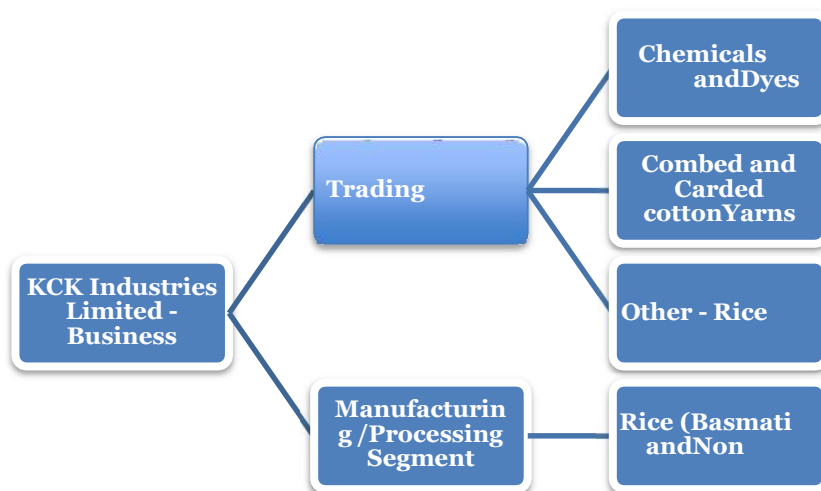 Chemicals
andDyes
Trading
Combed and
Carded
cottonYarns
KCK Industries
Limited -
Business
Other - Rice
Manufacturin
g /Processing
Segment
Rice (Basmati
andNon